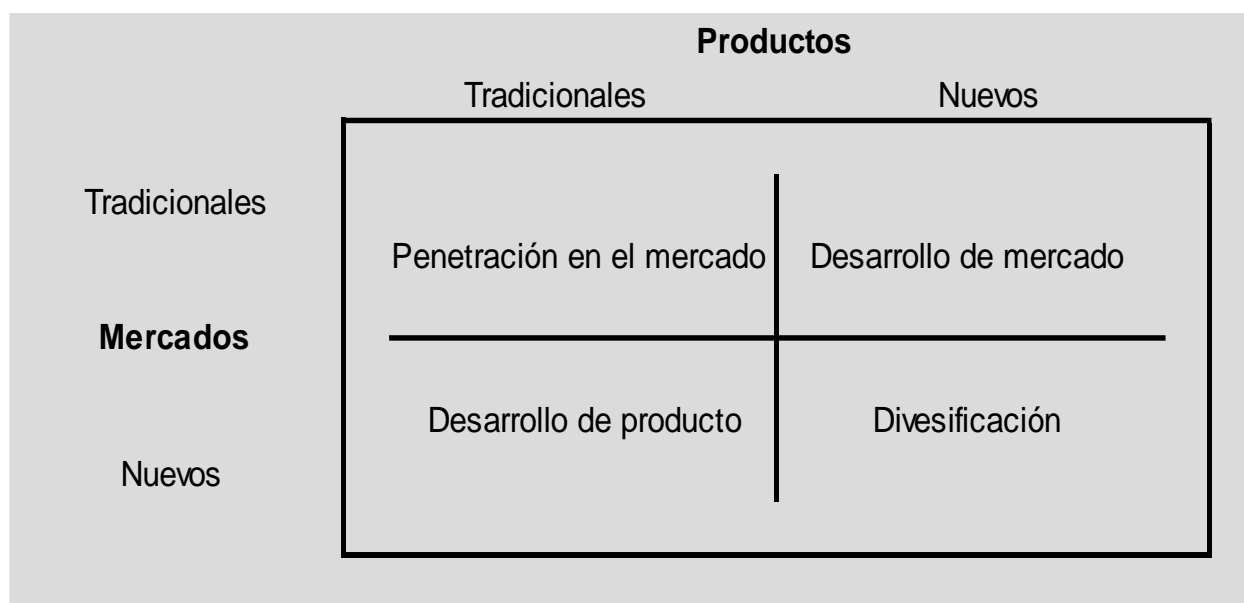 Productos
Tradicionales Nuevos
Tradicionales
Penetración en el mercado Desarrollo de mercado
Mercados
Desarrollo de producto Divesificación
Nuevos